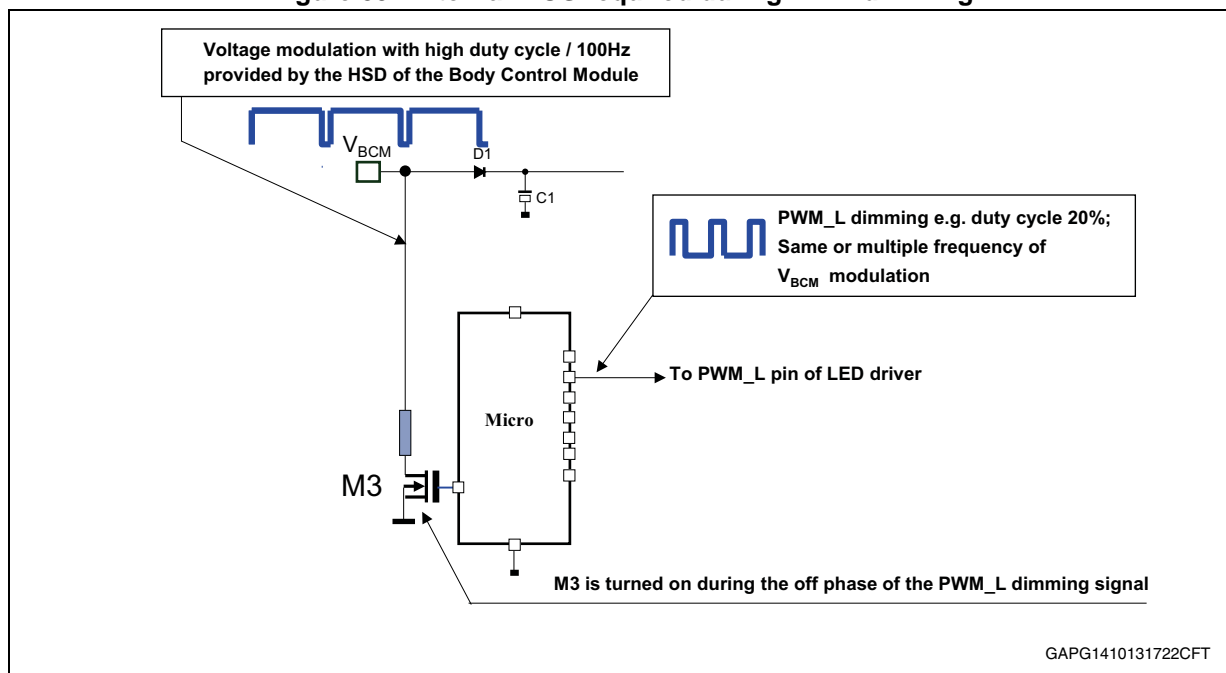 Voltage modulation with high duty cycle / 100Hz
provided by the HSD of the Body Control Module
VBCM
D1
C1
PWM_L dimming e.g. duty cycle 20%;
Same or multiple frequency of
VBCM modulation
To PWM_L pin of LED driver
Micro
M3
M3 is turned on during the off phase of the PWM_L dimming signal
GAPG1410131722CFT